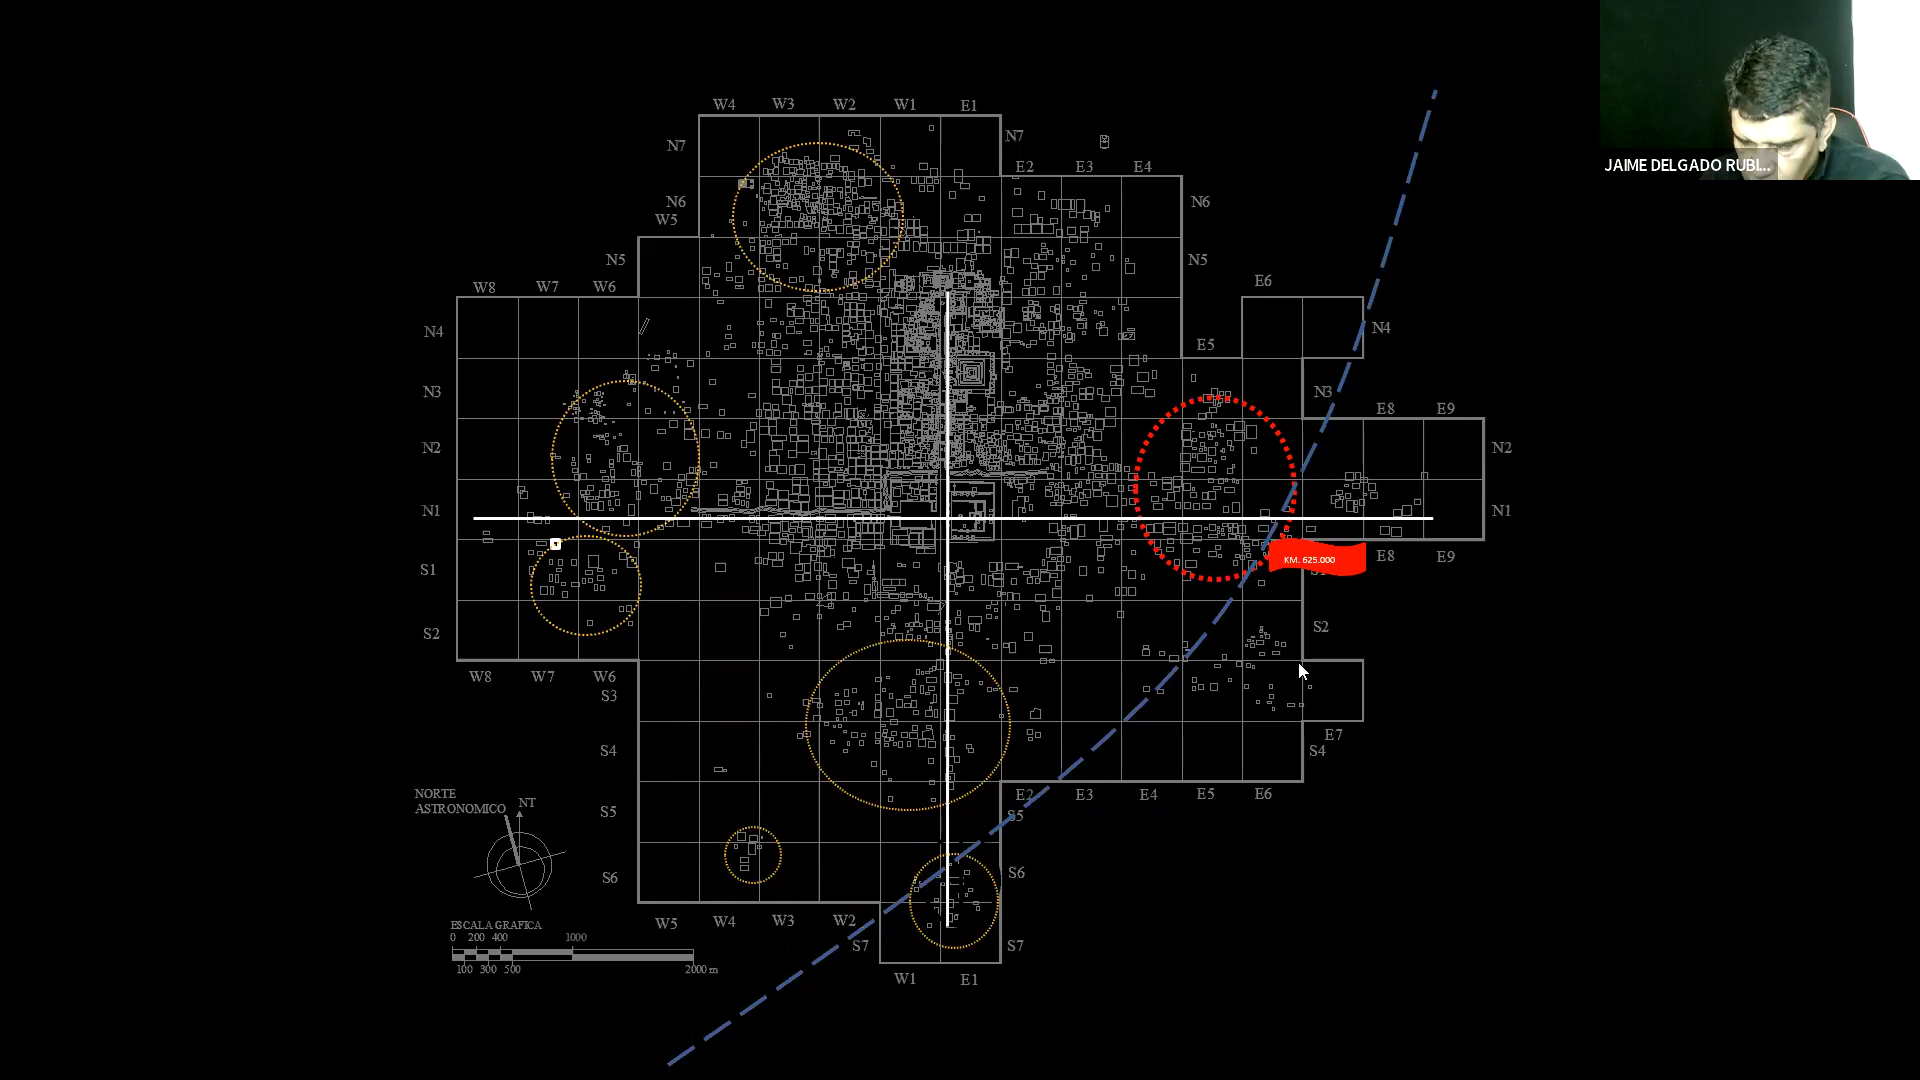 JAIME DELGADO RUBI...
W4 W3 W2 W1 E1
N7 N7
E2 E3 E4
N6 N6
W5
N5 N5
W8 W7 W6 E6
N4 N4
E5
N3 N3
E8 E9
N2 N2
N1 N1
KM. 625.000
E8 E9
S1
S2 S2
W8 W7 W6
S3
E7
S4 S4
NORTE
ASTRONOMICO NT
E2 E3 E4 E5 E6
S5 S5
S6 S6
W5 W4 W3 W2
S7 S7
ESCALA GRAFICA
0 200 400 1000
100 300 500 2000 m
W1 E1